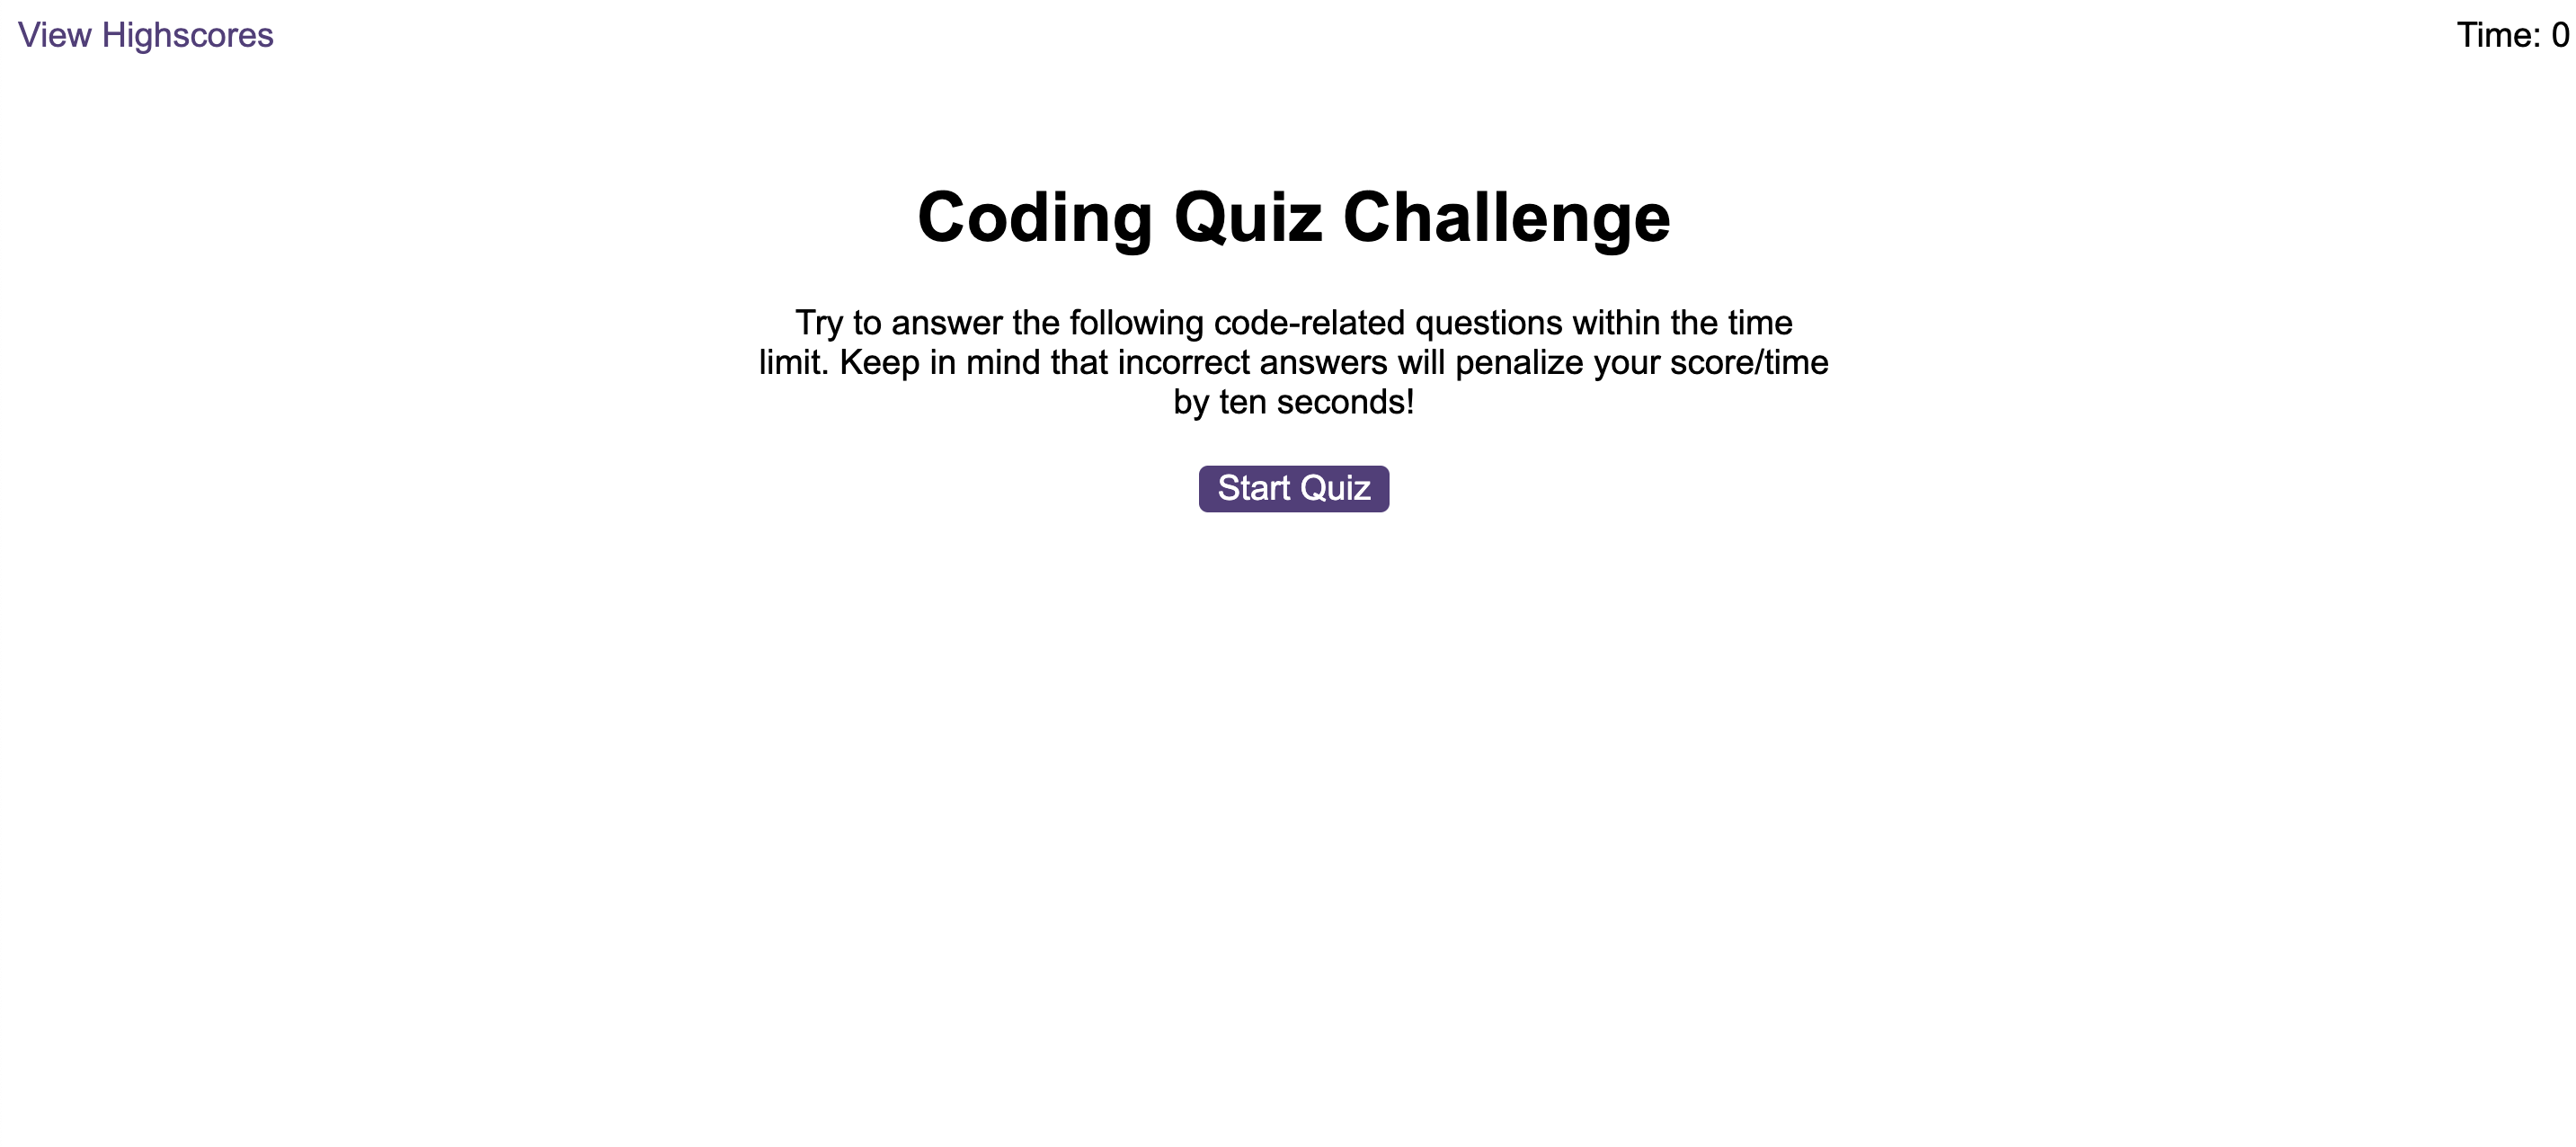 View Highscores
Time: 0
Coding Quiz Challenge
Try to answer the following code-related questions within the time
limit. Keep in mind that incorrect answers will penalize your score/time
by ten seconds!
Start Quiz